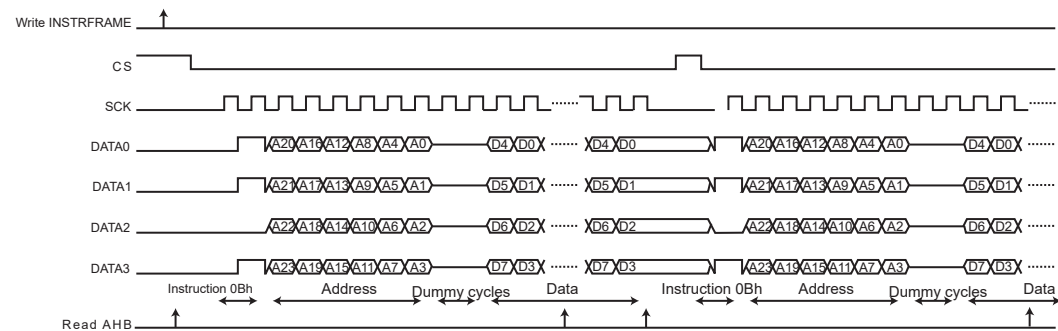 Write INSTRFRAME
CS
SCK
DATA0 A20 A16 A12 A8 A4 A0 D4 D0 D4 D0 A20 A16 A12 A8 A4 A0 D4 D0
DATA1 A21 A17 A13 A9 A5 A1 D5 D1 D5 D1 A21 A17 A13 A9 A5 A1 D5 D1
DATA2 A22 A18 A14 A10 A6 A2 D6 D2 D6 D2 A22 A18 A14 A10 A6 A2 D6 D2
DATA3 A23 A19 A15 A11 A7 A3 D7 D3 D7 D3 A23 A19 A15 A11 A7 A3 D7 D3
Instruction 0Bh Address Dummy cycles Data Instruction 0Bh Address Dummy cycles Data
Read AHB